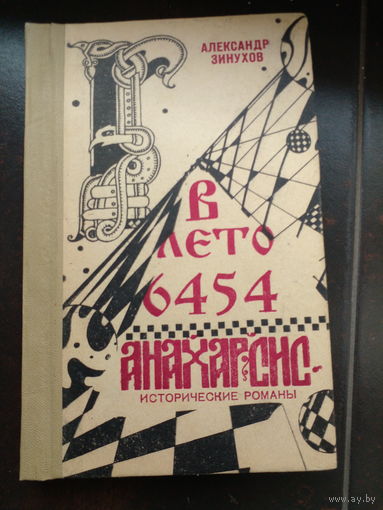 АЛЕКСАНДР
ЗИНУХОВ
В
ЛЕТО
6454
АНАХАРСИС
ИСТОРИЧЕСКИЕ РОМАНЫ
www.ay.by